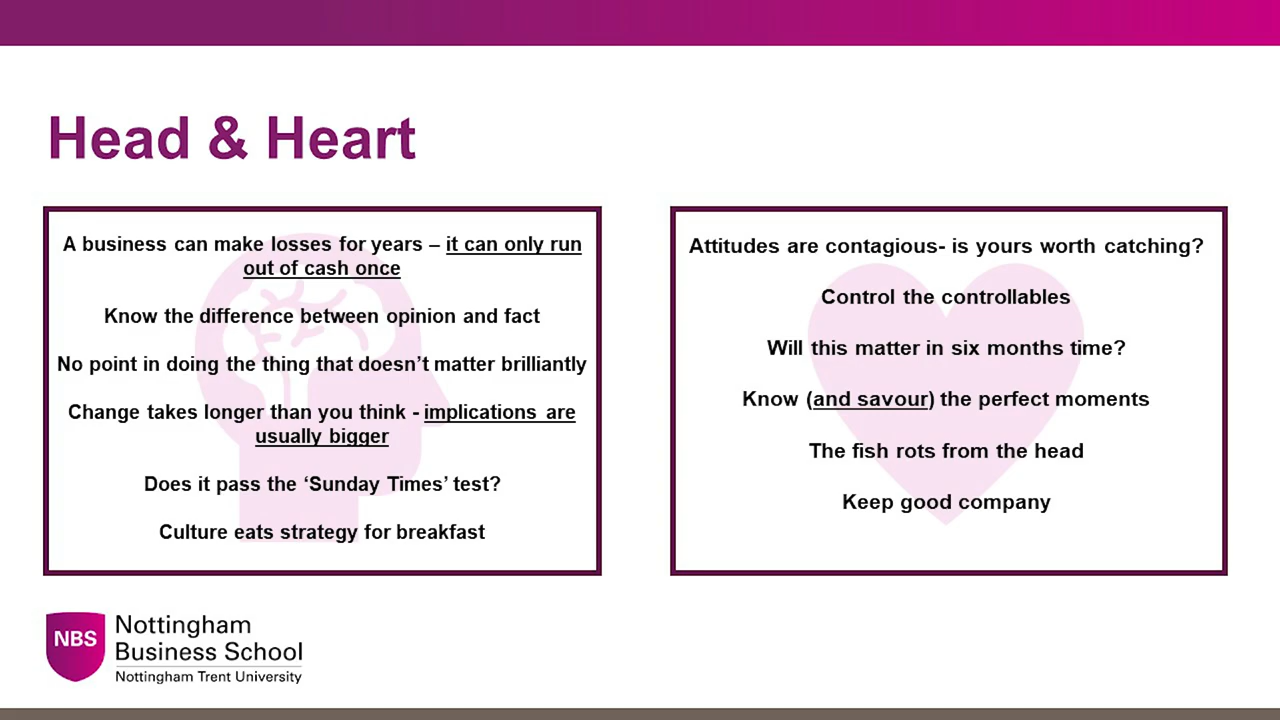 Head & Heart
A business can make losses for years – it can only run
out of cash once
Know the difference between opinion and fact
No point in doing the thing that doesn’t matter brilliantly
Change takes longer than you think - implications are
usually bigger
Does it pass the ‘Sunday Times’ test?
Culture eats strategy for breakfast
Attitudes are contagious- is yours worth catching?
Control the controllables
Will this matter in six months time?
Know (and savour) the perfect moments
The fish rots from the head
Keep good company
NBS
Nottingham
Business School
Nottingham Trent University